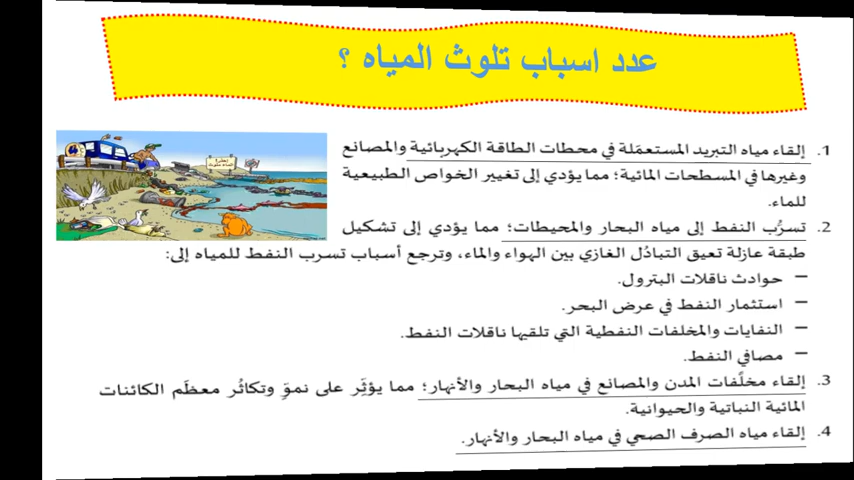 عدد اسباب تلوث المياه ؟
1. إلقاء مياه التبريد المستعمَلة في محطات الطاقة الكهربائية والمصانع
وغيرها في المسطحات المائية؛ مما يؤدي إلى تغيير الخواص الطبيعية
للماء.
2. تسرُّب النفط إلى مياه البحار والمحيطات؛ مما يؤدي إلى تشكيل
طبقة عازلة تعيق التبادُل الغازي بين الهواء والماء، وترجع أسباب تسرب النفط للمياه إلى:
– حوادث ناقلات البترول.
– استثمار النفط في عرض البحر.
– النفايات والمخلفات النفطية التي تلقيها ناقلات النفط.
– مصافي النفط.
3. إلقاء مخلَّفات المدن والمصانع في مياه البحار والأنهار؛ مما يؤثِّر على نموِّ وتكاثُر معظَم الكائنات
المائية النباتية والحيوانية.
4. إلقاء مياه الصرف الصحي في مياه البحار والأنهار.